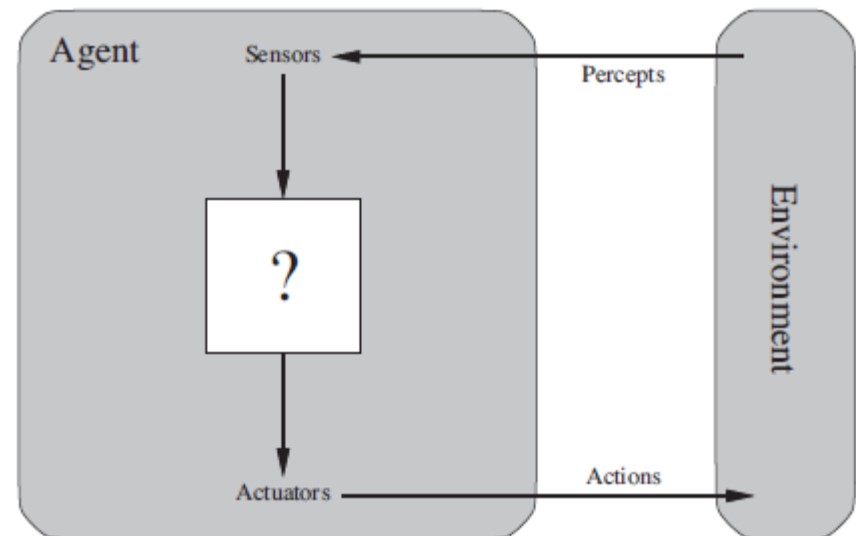 Agent
Sensors
Percepts
Environment
?
Actuators
Actions